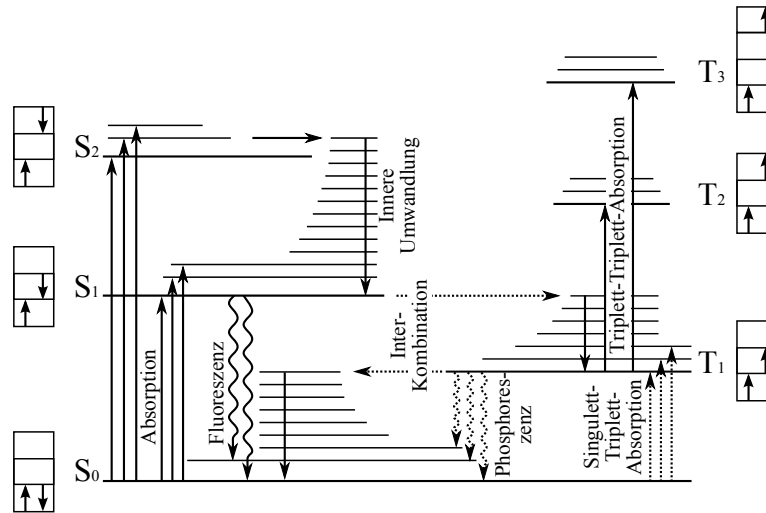 T3
S2
T2
Innere
Umwandlung
Triplett-Triplett-Absorption
S1
Absorption
Fluoreszenz
Inter-
Kombination
T1
Phosphores-
zenz
Singulett-
Triplett-
Absorption
S0